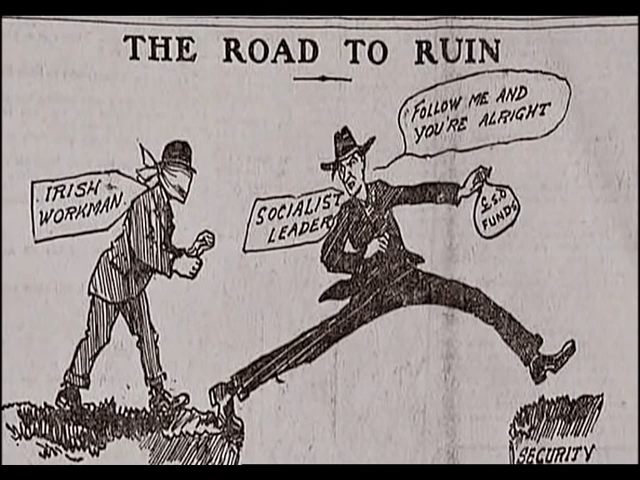 THE ROAD TO RUIN
FOLLOW ME AND
YOU'RE ALRIGHT
IRISH
WORKMAN.
SOCIALIST
LEADER
£.S.D
FUNDS
SECURITY